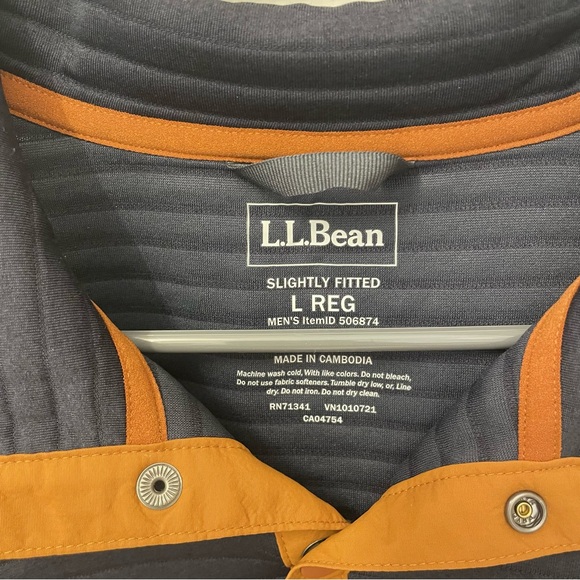 L.L.Bean
SLIGHTLY FITTED
L REG
MEN'S ItemID 506874
MADE IN CAMBODIA
Machine wash cold, With like colors. Do not bleach,
Do not use fabric softeners. Tumble dry low, or, Line
dry. Do not iron. Do not dry clean.
RN71341 VN1010721
CA04754